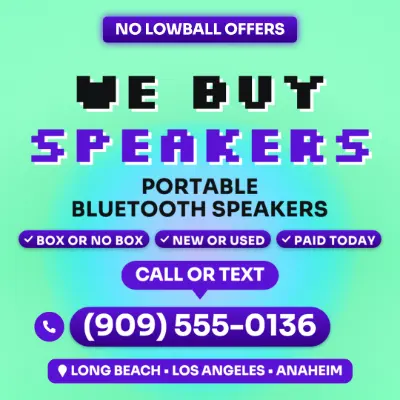 NO LOWBALL OFFERS
WE BUY
SPEAKERS
PORTABLE
BLUETOOTH SPEAKERS
✓ BOX OR NO BOX ✓ NEW OR USED ✓ PAID TODAY
CALL OR TEXT
(909) 555-0136
LONG BEACH • LOS ANGELES • ANAHEIM